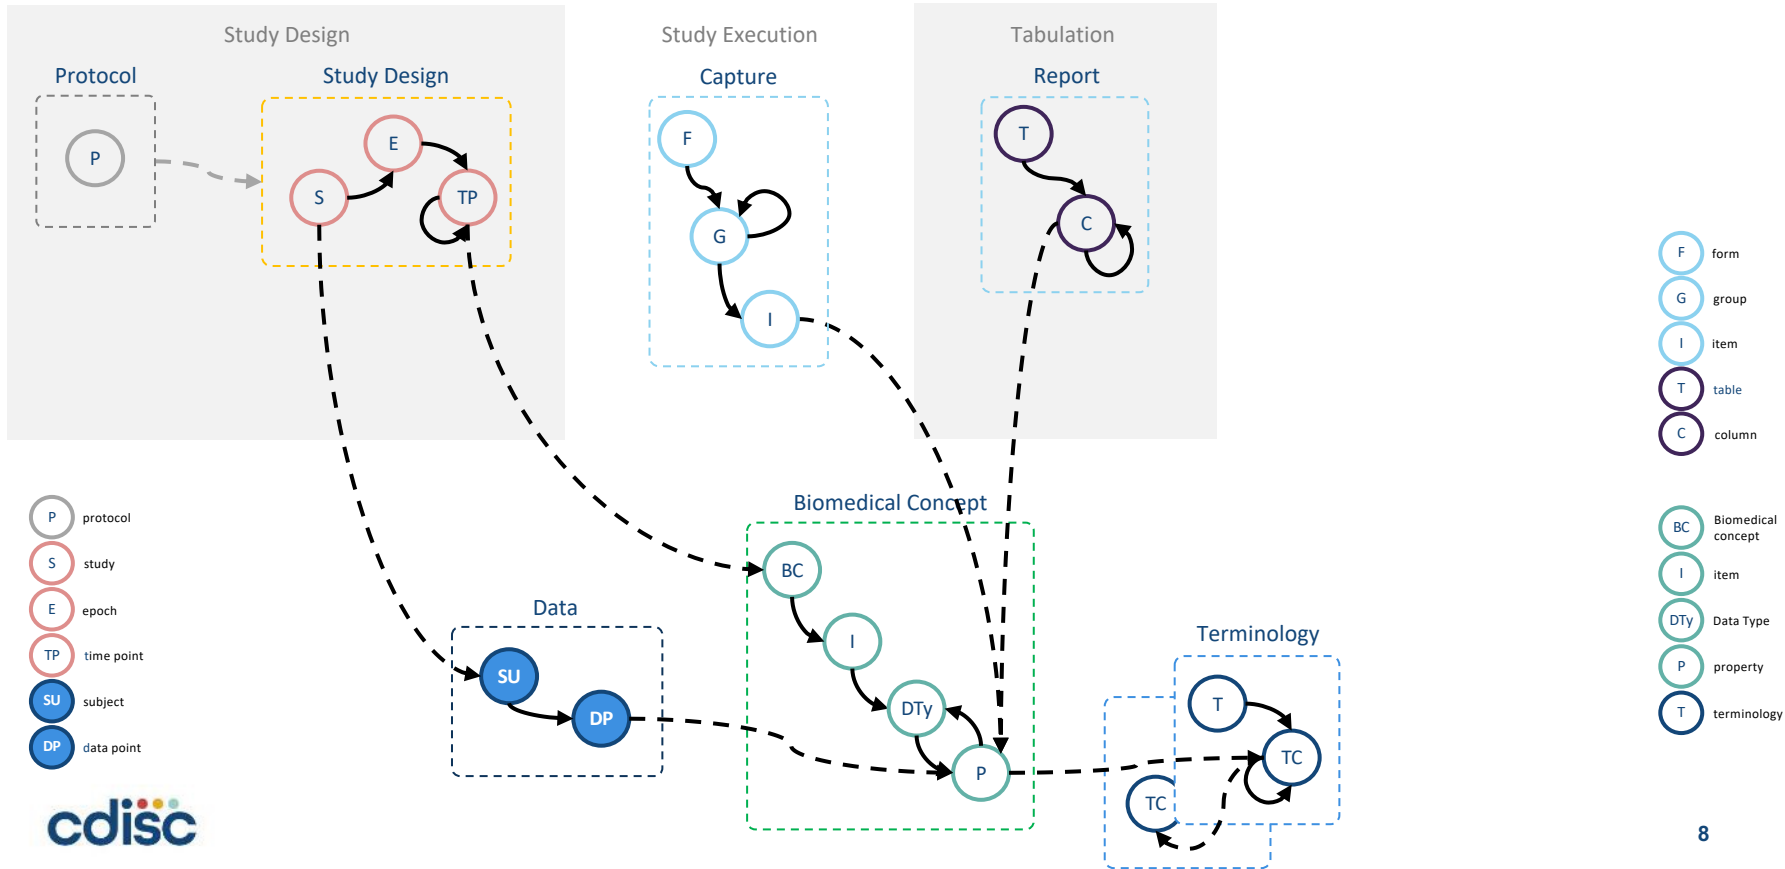 Study Design
Study Execution
Tabulation
Protocol
Study Design
Capture
Report
P
S
E
TP
F
G
I
T
C
F form
G group
I item
T table
C column
P protocol
S study
E epoch
TP time point
SU subject
DP data point
Data
SU
DP
Biomedical Concept
BC
I
DTy
P
Terminology
T
TC
TC
BC Biomedical
concept
I item
DTy Data Type
P property
T terminology
cdisc
8